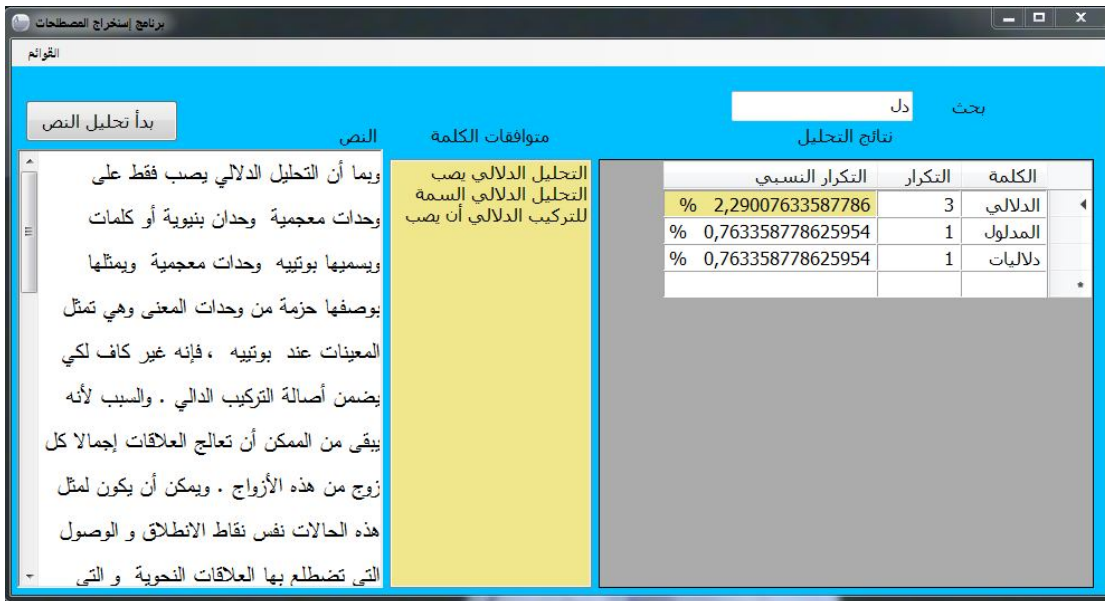 برنامج إستخراج المصطلحات
القوائم
بحث
دل
بدأ تحليل النص
نتائج التحليل
متوافقات الكلمة
النص
الكلمة التكرار التكرار النسبي
الدلالي 3 2,29007633587786 %
المدلول 1 0,763358778625954 %
دلاليات 1 0,763358778625954 %
التحليل الدلالي يصب
التحليل الدلالي السمة
للتركيب الدلالي أن يصب
وبما أن التحليل الدلالي يصب فقط على
وحدات معجمية وحدان بنيوية أو كلمات
ويسميها بوتييه وحدات معجمية ويمثلها
بوصفها حزمة من وحدات المعنى وهي تمثل
المعينات عند بوتييه ، فإنه غير كاف لكي
يضمن أصالة التركيب الدالي . والسبب لأنه
يبقى من الممكن أن تعالج العلاقات إجمالا كل
زوج من هذه الأزواج . ويمكن أن يكون لمثل
هذه الحالات نفس نقاط الانطلاق و الوصول
التي تضطلع بها العلاقات النحوية و التي